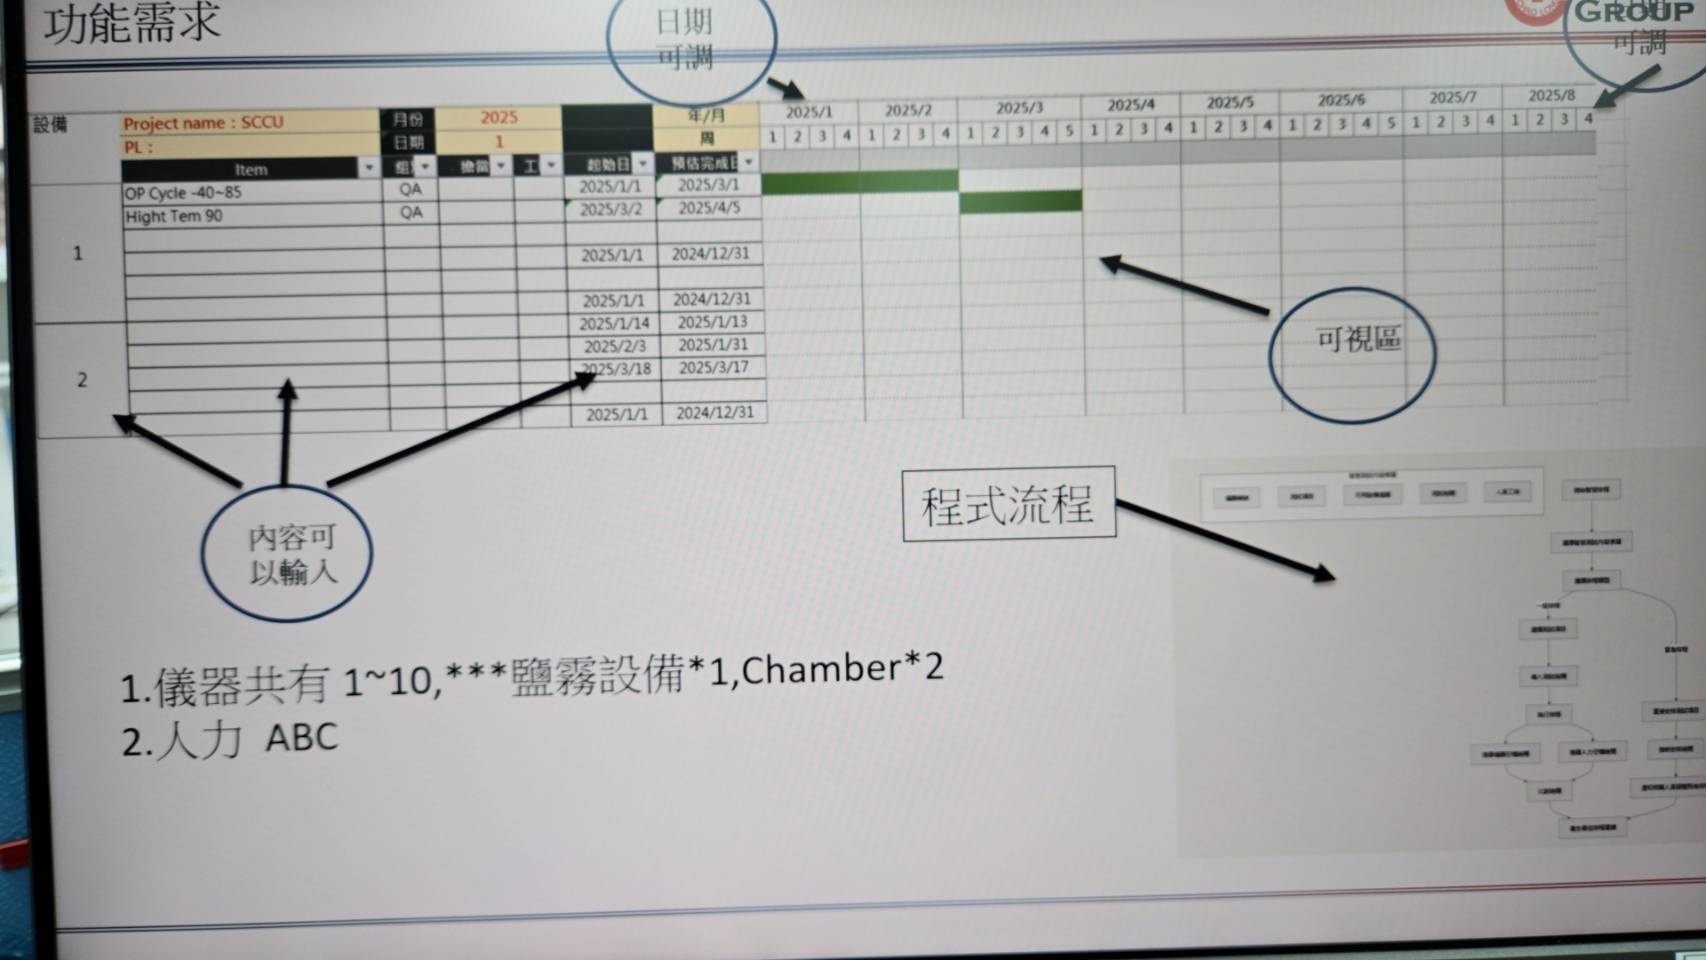 功能需求
日期
可調
GROUP
可調
設備
Project name：SCCU
月份
2025
年/月
2025/1 2025/2 2025/3 2025/4 2025/5 2025/6 2025/7 2025/8
PL：
日期
1
周
1 2 3 4 1 2 3 4 1 2 3 4 5 1 2 3 4 1 2 3 4 1 2 3 4 5 1 2 3 4 1 2 3 4
Item 擔當 工 起始日 預估完成日
OP Cycle -40~85 QA 2025/1/1 2025/3/1
Hight Tem 90 QA 2025/3/2 2025/4/5
1
2025/1/1 2024/12/31
2025/1/1 2024/12/31
2025/1/14 2025/1/13
2025/2/3 2025/1/31
2
2025/3/18 2025/3/17
2025/1/1 2024/12/31
可視區
內容可
以輸入
程式流程
1.儀器共有 1~10,***鹽霧設備*1,Chamber*2
2.人力 ABC